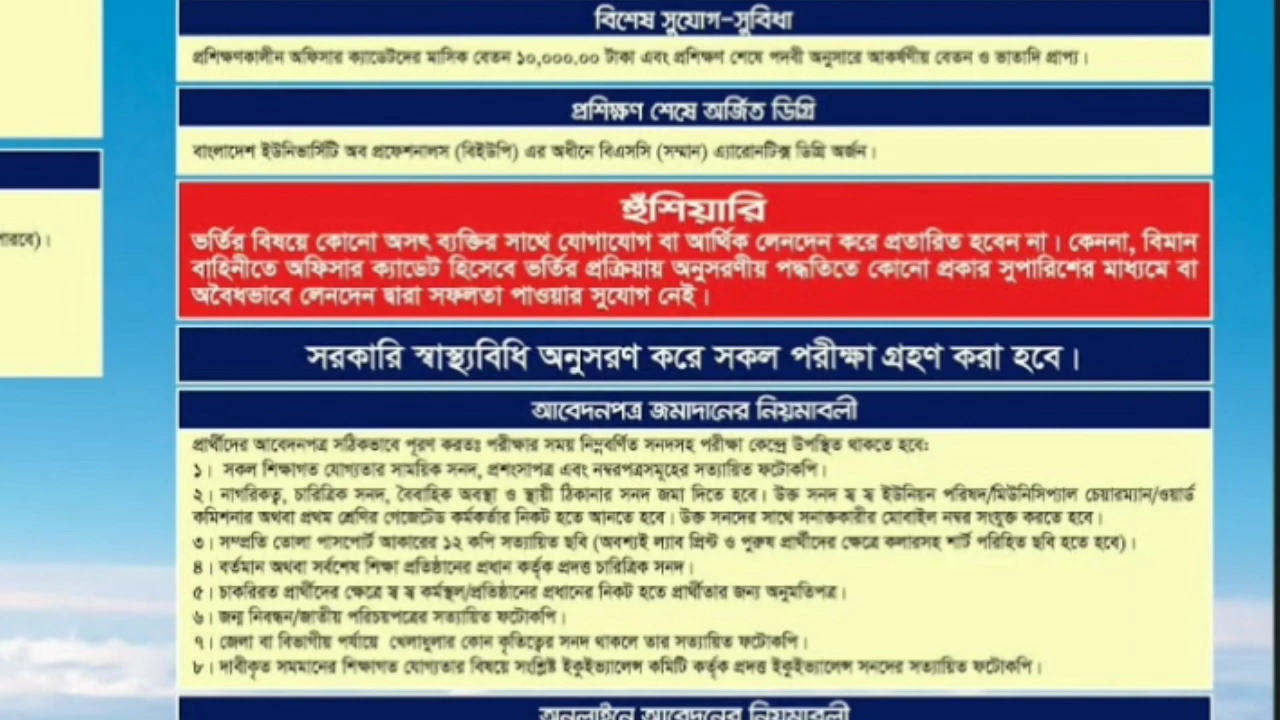 বিশেষ সুযোগ-সুবিধা
প্রশিক্ষণকালীন অফিসার ক্যাডেটদের মাসিক বেতন ১০,০০০.০০ টাকা এবং প্রশিক্ষণ শেষে পদবী অনুসারে আকর্ষণীয় বেতন ও ভাতাদি প্রাপ্য।
প্রশিক্ষণ শেষে অর্জিত ডিগ্রি
বাংলাদেশ ইউনিভার্সিটি অব প্রফেশনালস (বিইউপি) এর অধীনে বিএসসি (সম্মান) এ্যারোনটিক্স ডিগ্রি অর্জন।
হুঁশিয়ারি
ভর্তির বিষয়ে কোনো অসৎ ব্যক্তির সাথে যোগাযোগ বা আর্থিক লেনদেন করে প্রতারিত হবেন না। কেননা, বিমান
বাহিনীতে অফিসার ক্যাডেট হিসেবে ভর্তির প্রক্রিয়ায় অনুসরণীয় পদ্ধতিতে কোনো প্রকার সুপারিশের মাধ্যমে বা
অবৈধভাবে লেনদেন দ্বারা সফলতা পাওয়ার সুযোগ নেই।
সরকারি স্বাস্থ্যবিধি অনুসরণ করে সকল পরীক্ষা গ্রহণ করা হবে।
আবেদনপত্র জমাদানের নিয়মাবলী
প্রার্থীদের আবেদনপত্র সঠিকভাবে পূরণ করতঃ পরীক্ষার সময় নিম্নবর্ণিত সনদসহ পরীক্ষা কেন্দ্রে উপস্থিত থাকতে হবে:
১। সকল শিক্ষাগত যোগ্যতার সাময়িক সনদ, প্রশংসাপত্র এবং নম্বরপত্রসমূহের সত্যায়িত ফটোকপি।
২। নাগরিকত্ব, চারিত্রিক সনদ, বৈবাহিক অবস্থা ও স্থায়ী ঠিকানার সনদ জমা দিতে হবে। উক্ত সনদ স্ব স্ব ইউনিয়ন পরিষদ/মিউনিসিপ্যাল চেয়ারম্যান/ওয়ার্ড
কমিশনার অথবা প্রথম শ্রেণির গেজেটেড কর্মকর্তার নিকট হতে আনতে হবে। উক্ত সনদের সাথে সনাক্তকারীর মোবাইল নম্বর সংযুক্ত করতে হবে।
৩। সম্প্রতি তোলা পাসপোর্ট আকারের ১২ কপি সত্যায়িত ছবি (অবশ্যই ল্যাব প্রিন্ট ও পুরুষ প্রার্থীদের ক্ষেত্রে কলারসহ শার্ট পরিহিত ছবি হতে হবে)।
৪। বর্তমান অথবা সর্বশেষ শিক্ষা প্রতিষ্ঠানের প্রধান কর্তৃক প্রদত্ত চারিত্রিক সনদ।
৫। চাকরিরত প্রার্থীদের ক্ষেত্রে স্ব স্ব কর্মস্থল/প্রতিষ্ঠানের প্রধানের নিকট হতে প্রার্থীতার জন্য অনুমতিপত্র।
৬। জন্ম নিবন্ধন/জাতীয় পরিচয়পত্রের সত্যায়িত ফটোকপি।
৭। জেলা বা বিভাগীয় পর্যায়ে খেলাধুলার কোন কৃতিত্বের সনদ থাকলে তার সত্যায়িত ফটোকপি।
৮। দাবীকৃত সমমানের শিক্ষাগত যোগ্যতার বিষয়ে সংশ্লিষ্ট ইকুইভ্যালেন্স কমিটি কর্তৃক প্রদত্ত ইকুইভ্যালেন্স সনদের সত্যায়িত ফটোকপি।
অনলাইনে আবেদনের নিয়মাবলী